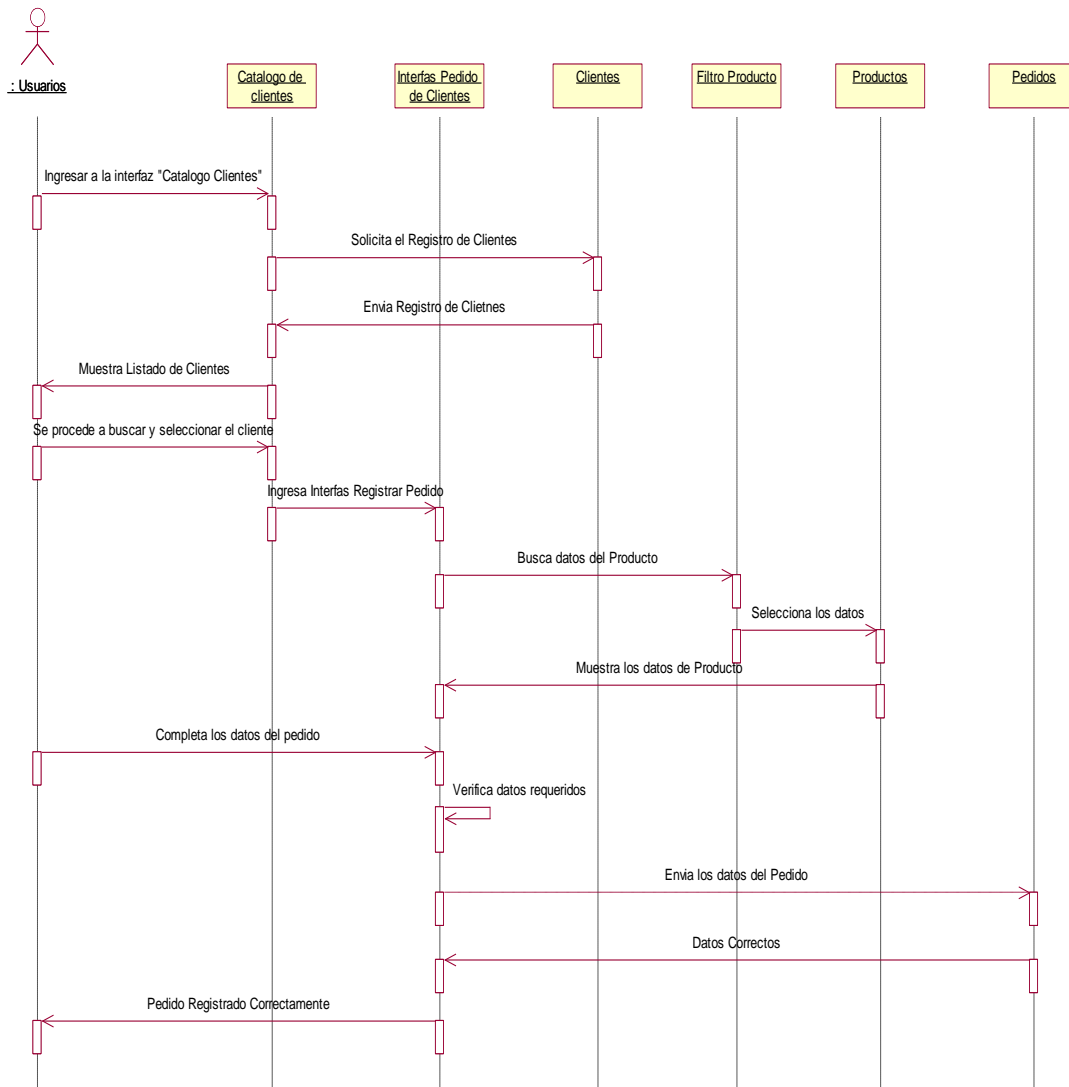 : Usuarios
Catalogo de
clientes
Interfas Pedido
de Clientes
Clientes
Filtro Producto
Productos
Pedidos
Ingresar a la interfaz "Catalogo Clientes"
Solicita el Registro de Clientes
Envia Registro de Clietnes
Muestra Listado de Clientes
Se procede a buscar y seleccionar el cliente
Ingresa Interfas Registrar Pedido
Busca datos del Producto
Selecciona los datos
Muestra los datos de Producto
Completa los datos del pedido
Verifica datos requeridos
Envia los datos del Pedido
Datos Correctos
Pedido Registrado Correctamente